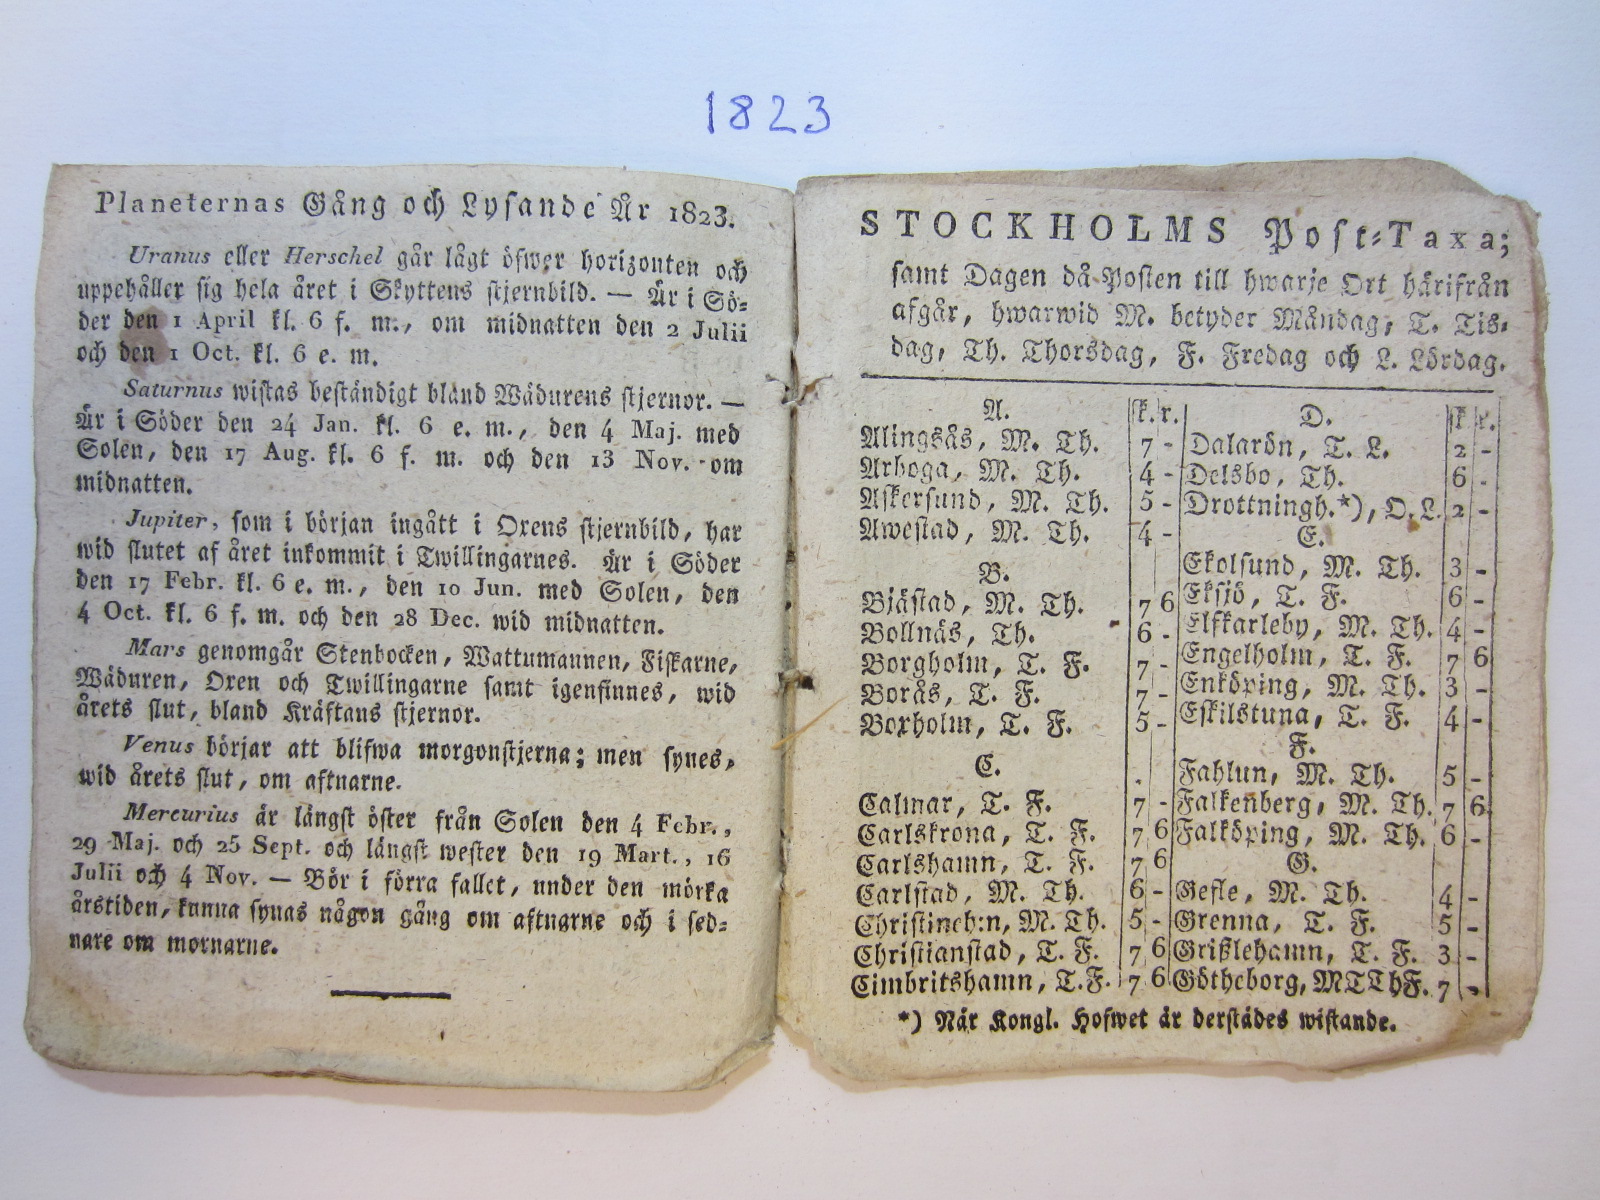 1823
Planeternas Gång och Lysande År 1823.
Uranus eller Herschel går lågt öfwer horizonten och
uppehåller sig hela året i Skyttens stjernbild. — Är i Sö-
der den 1 April kl. 6 f. m., om midnatten den 2 Julii
och den 1 Oct. kl. 6 e. m.
Saturnus wistas beständigt bland Wädurens stjernor. —
Är i Söder den 24 Jan. kl. 6 e. m., den 4 Maj. med
Solen, den 17 Aug. kl. 6 f. m. och den 13 Nov. om
midnatten.
Jupiter, som i början ingått i Oxens stjernbild, har
wid slutet af året inkommit i Twillingarnes. Är i Söder
den 17 Febr. kl. 6 e. m., den 10 Jun. med Solen, den
4 Oct. kl. 6 f. m. och den 28 Dec. wid midnatten.
Mars genomgår Stenbocken, Wattumannen, Fiskarne,
Wäduren, Oxen och Twillingarne samt igenfinnes, wid
årets slut, bland Kräftans stjernor.
Venus börjar att blifwa morgonstjerna; men synes,
wid årets slut, om aftnarne.
Mercurius är längst öster från Solen den 4 Febr.,
29 Maj. och 25 Sept. och längst wester den 19 Mart., 16
Julii och 4 Nov. — Bör i förra fallet, under den mörka
årstiden, kunna synas någon gång om aftnarne och i sed-
nare om mornarne.
STOCKHOLMS Post-Taxa;
samt Dagen då Posten till hwarje Ort härifrån
afgår, hwarwid M. betyder Måndag, T. Tis-
dag, Th. Thorsdag, F. Fredag och L. Lördag.
A. sk. r.
Alingsås, M. Th. 7 -
Arboga, M. Th. 4 -
Askersund, M. Th. 5 -
Awestad, M. Th. 4 -
B.
Bjästad, M. Th. 7 6
Bollnäs, Th. 6 -
Borgholm, T. F. 7 -
Borås, T. F. 7 -
Boxholm, T. F. 5 -
C.
Calmar, T. F. 7 -
Carlskrona, T. F. 7 6
Carlshamn, T. F. 7 6
Carlstad, M. Th. 6 -
Christineh:n, M. Th. 5 -
Christianstad, T. F. 7 6
Cimbritshamn, T. F. 7 6
D. sk r.
Dalarön, T. L. 2 -
Delsbo, Th. 6 -
Drottningh.*), O. L. 2 -
E.
Ekolsund, M. Th. 3 -
Eksjö, T. F. 6 -
Elfkarleby, M. Th. 4 -
Engelholm, T. F. 7 6
Enköping, M. Th. 3 -
Eskilstuna, T. F. 4 -
F.
Fahlun, M. Th. 5 -
Falkenberg, M. Th. 7 6
Falköping, M. Th. 6 -
G.
Gefle, M. Th. 4 -
Grenna, T. F. 5 -
Grißlehamn, T. F. 3 -
Götheborg, MTThF. 7 -
*) När Kongl. Hofwet är derstädes wistande.